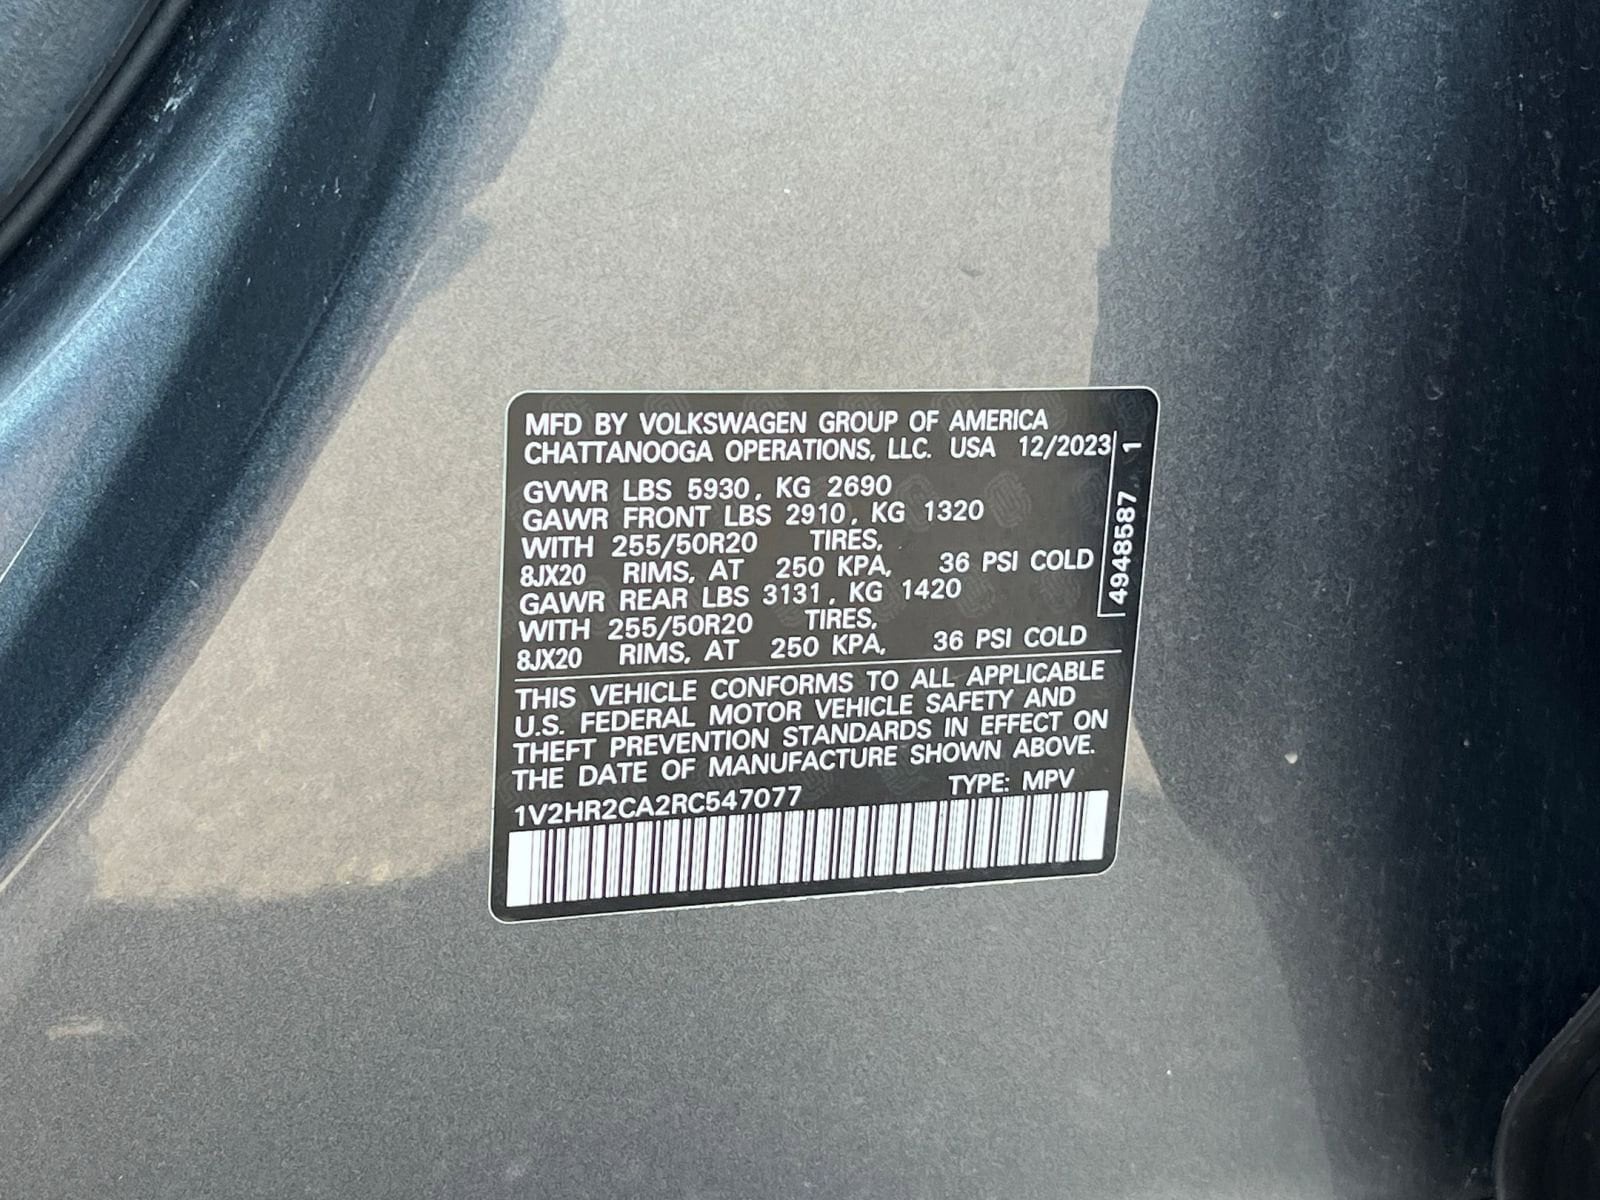 MFD BY VOLKSWAGEN GROUP OF AMERICA
CHATTANOOGA OPERATIONS, LLC. USA 12/2023
GVWR LBS 5930, KG 2690
GAWR FRONT LBS 2910, KG 1320
WITH 255/50R20 TIRES,
8JX20 RIMS, AT 250 KPA, 36 PSI COLD
GAWR REAR LBS 3131, KG 1420
WITH 255/50R20 TIRES,
8JX20 RIMS, AT 250 KPA, 36 PSI COLD
4948587 1
THIS VEHICLE CONFORMS TO ALL APPLICABLE
U.S. FEDERAL MOTOR VEHICLE SAFETY AND
THEFT PREVENTION STANDARDS IN EFFECT ON
THE DATE OF MANUFACTURE SHOWN ABOVE.
1V2HR2CA2RC547077 TYPE: MPV